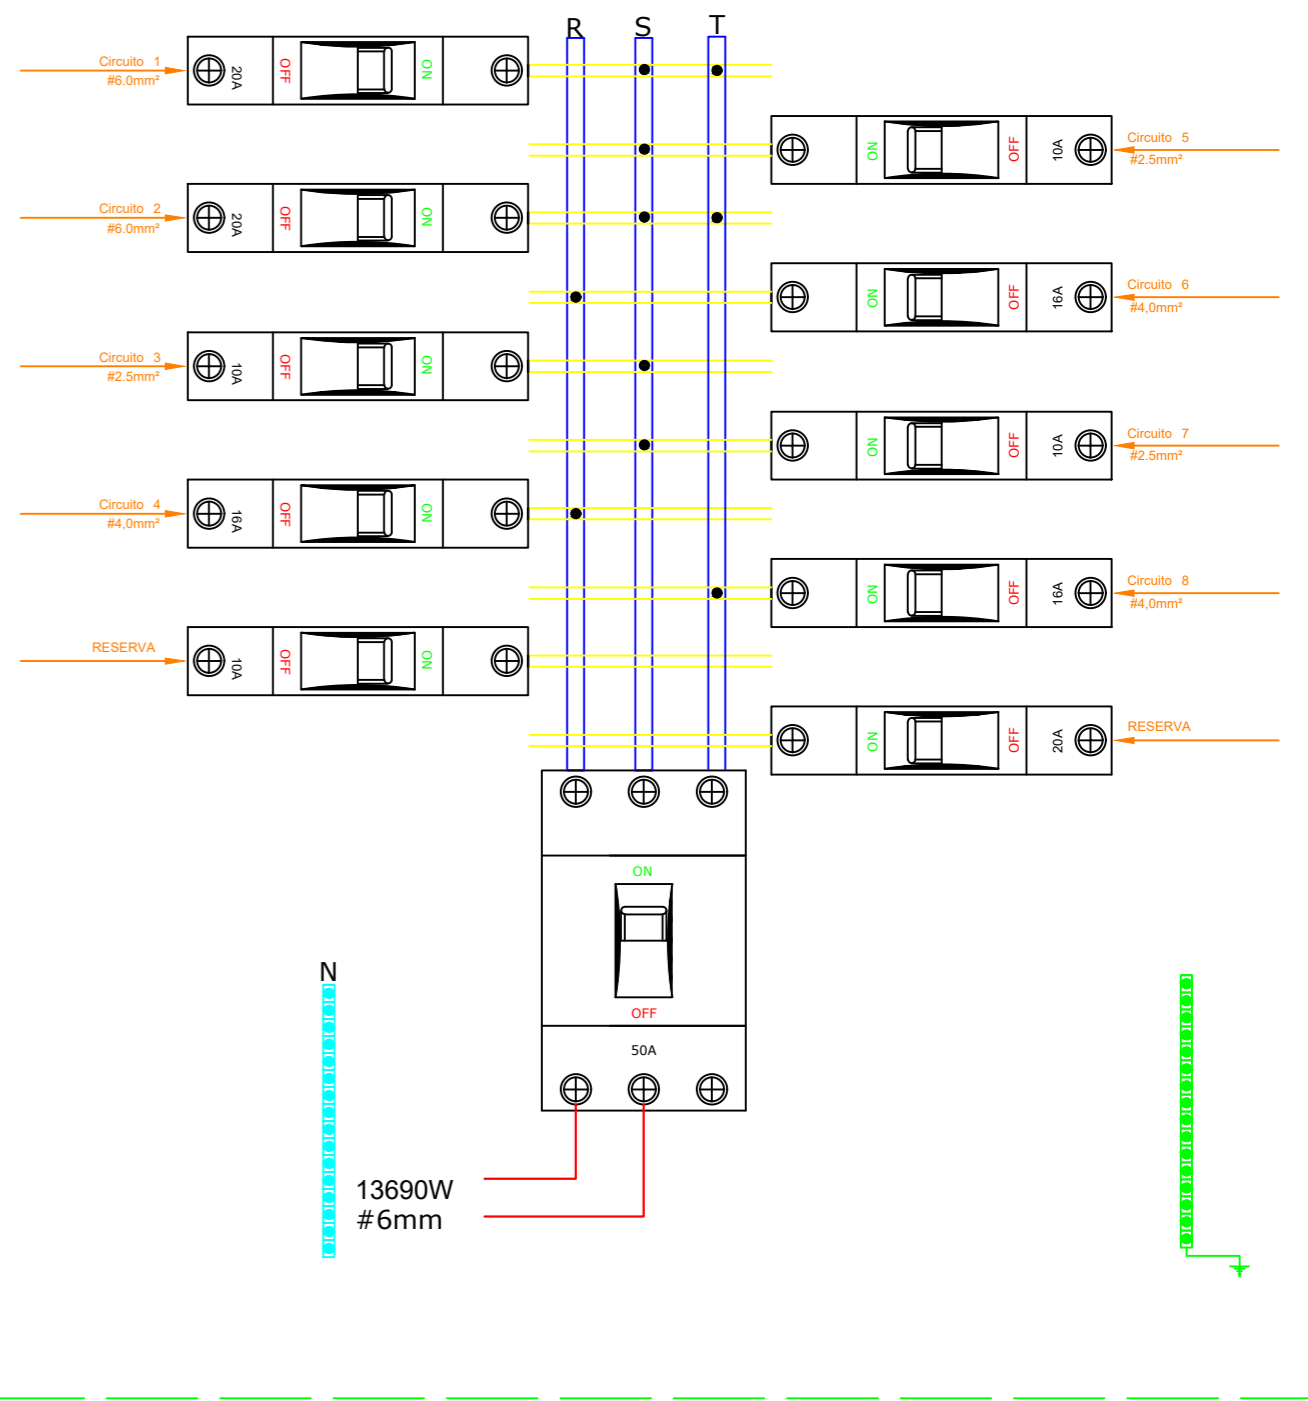 R S T
Circuito 1
#6.0mm²
20A OFF ON
Circuito 5
#2.5mm²
ON OFF 10A
Circuito 2
#6.0mm²
20A OFF ON
Circuito 6
#4,0mm²
ON OFF 16A
Circuito 3
#2.5mm²
10A OFF ON
Circuito 7
#2.5mm²
ON OFF 10A
Circuito 4
#4,0mm²
16A OFF ON
Circuito 8
#4,0mm²
ON OFF 16A
RESERVA
10A OFF ON
RESERVA
ON OFF 20A
ON
OFF
50A
N
13690W
#6mm